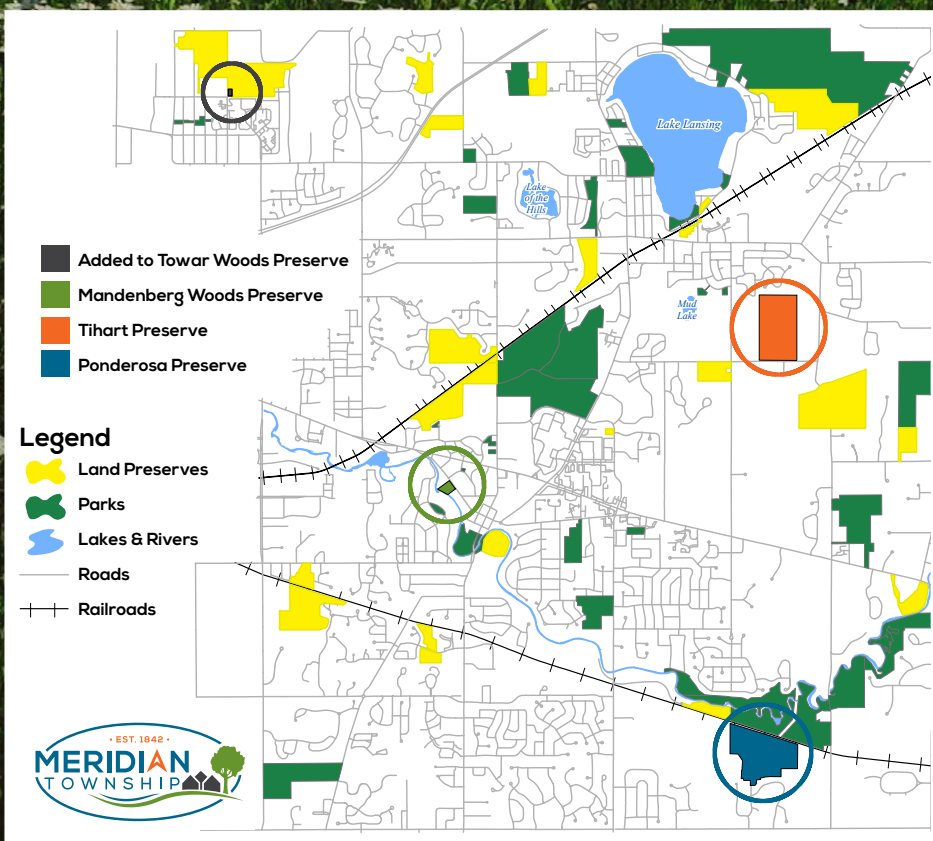 Lake Lansing
Lake
of the
Hills
Added to Towar Woods Preserve
Mandenberg Woods Preserve
Tihart Preserve
Ponderosa Preserve
Mud
Lake
Legend
Land Preserves
Parks
Lakes & Rivers
Roads
Railroads
• EST. 1842 •
MERIDIAN
TOWNSHIP